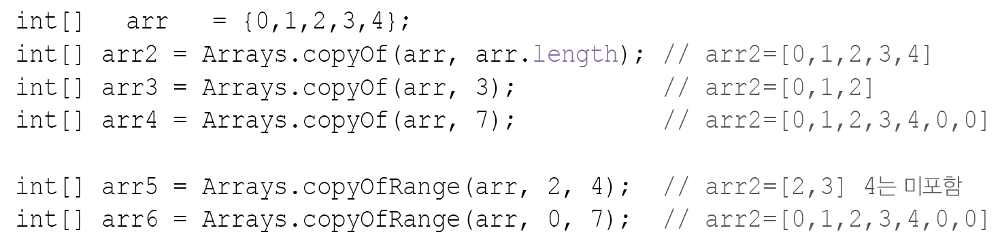 int[] arr = {0,1,2,3,4};
int[] arr2 = Arrays.copyOf(arr, arr.length); // arr2=[0,1,2,3,4]
int[] arr3 = Arrays.copyOf(arr, 3); // arr2=[0,1,2]
int[] arr4 = Arrays.copyOf(arr, 7); // arr2=[0,1,2,3,4,0,0]
int[] arr5 = Arrays.copyOfRange(arr, 2, 4); // arr2=[2,3] 4는 미포함
int[] arr6 = Arrays.copyOfRange(arr, 0, 7); // arr2=[0,1,2,3,4,0,0]